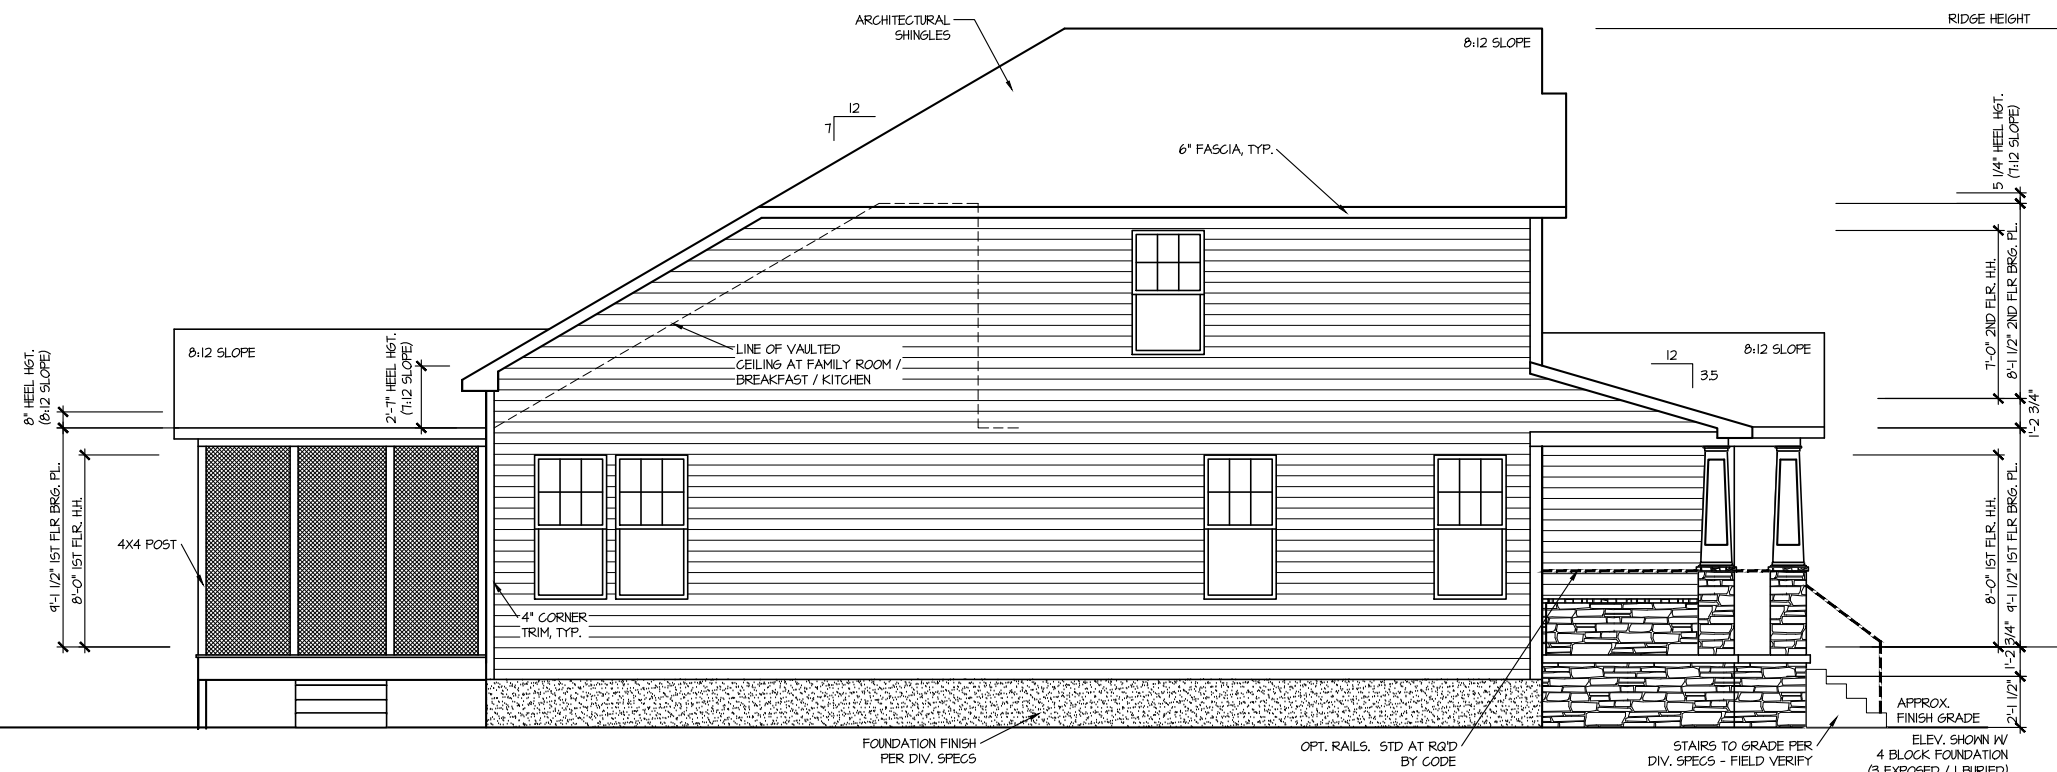 ARCHITECTURAL
SHINGLES
8:12 SLOPE
RIDGE HEIGHT
12
7
6" FASCIA, TYP.
5 1/4" HEEL HGT.
(7:12 SLOPE)
7'-0" 2ND FLR. H.H.
8'-1 1/2" 2ND FLR BRG. PL.
1'-2 3/4"
8:12 SLOPE
8" HEEL HGT.
(8:12 SLOPE)
2'-7" HEEL HGT.
(7:12 SLOPE)
LINE OF VAULTED
CEILING AT FAMILY ROOM /
BREAKFAST / KITCHEN
12
3.5
8:12 SLOPE
9'-1 1/2" 1ST FLR BRG. PL.
8'-0" 1ST FLR. H.H.
4X4 POST
4" CORNER
TRIM, TYP.
8'-0" 1ST FLR. H.H.
9'-1 1/2" 1ST FLR BRG. PL.
1'-2 3/4"
2'-1 1/2"
APPROX.
FINISH GRADE
FOUNDATION FINISH
PER DIV. SPECS
OPT. RAILS. STD AT RQ'D
BY CODE
STAIRS TO GRADE PER
DIV. SPECS - FIELD VERIFY
ELEV. SHOWN W/
4 BLOCK FOUNDATION
(3 EXPOSED / 1 BURIED)